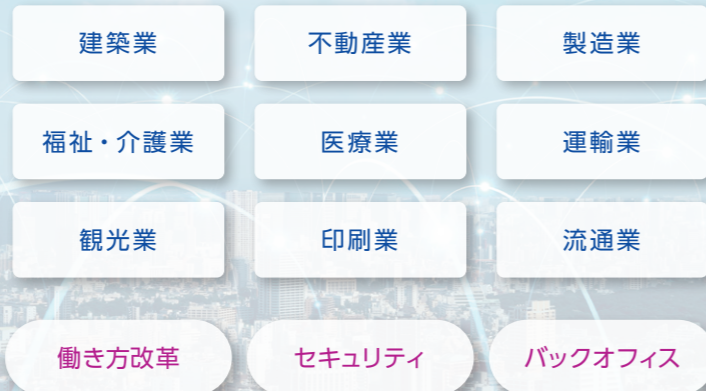 建築業
不動産業
製造業
福祉・介護業
医療業
運輸業
観光業
印刷業
流通業
働き方改革
セキュリティ
バックオフィス